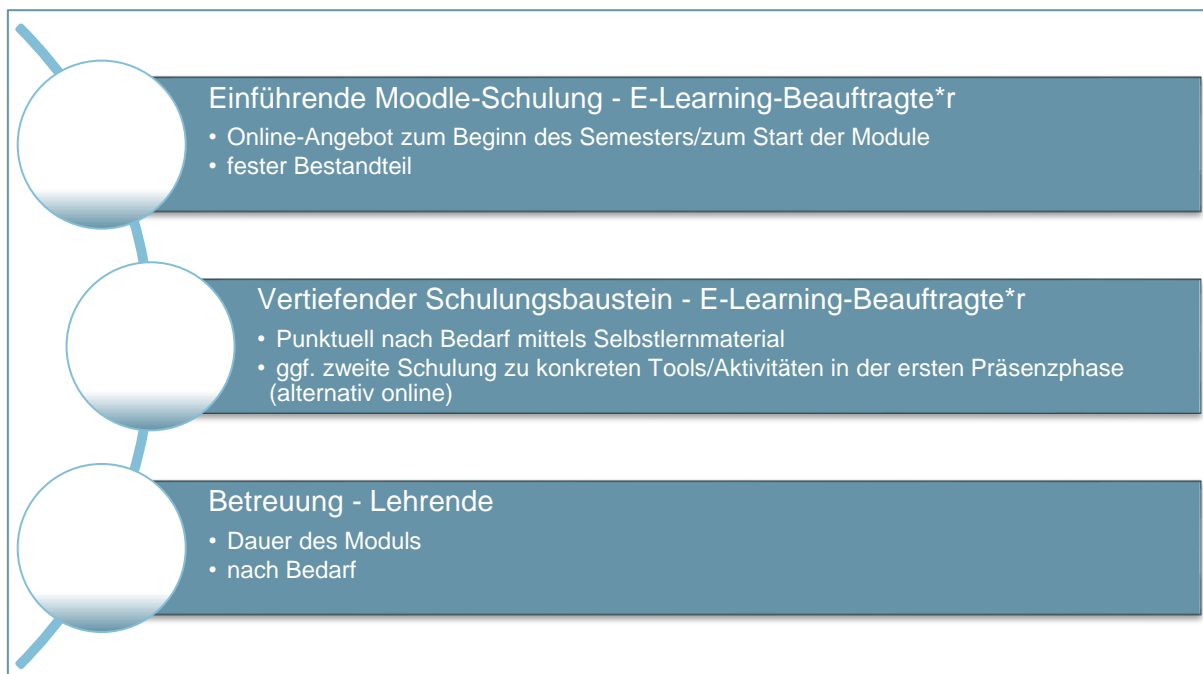 Einführende Moodle-Schulung - E-Learning-Beauftragte*r
• Online-Angebot zum Beginn des Semesters/zum Start der Module
• fester Bestandteil
Vertiefender Schulungsbaustein - E-Learning-Beauftragte*r
• Punktuell nach Bedarf mittels Selbstlernmaterial
• ggf. zweite Schulung zu konkreten Tools/Aktivitäten in der ersten Präsenzphase
(alternativ online)
Betreuung - Lehrende
• Dauer des Moduls
• nach Bedarf